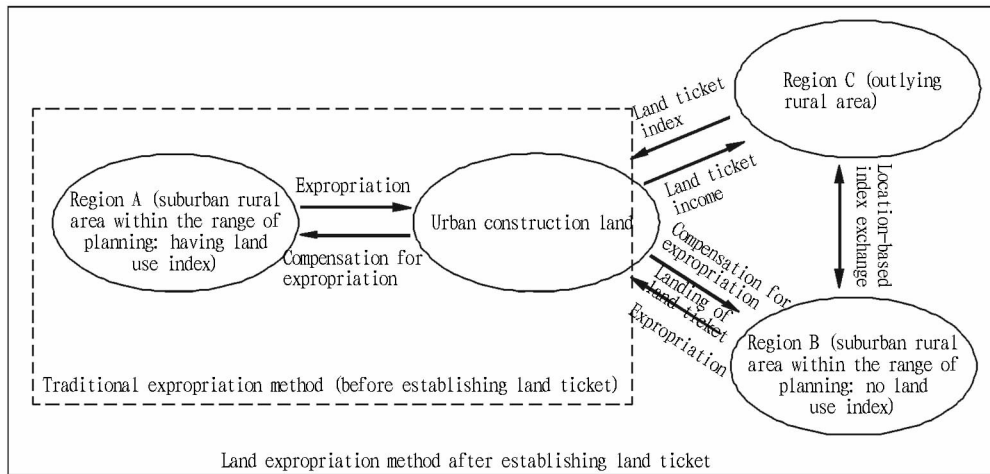 Region C (outlying
rural area)
Land ticket
index
Land ticket
income
Location-based
index exchange
Region A (suburban rural
area within the range of
planning: having land
use index)
Expropriation
Compensation for
expropriation
Urban construction land
Compensation for
expropriation
Landing of
land ticket
Expropriation
Region B (suburban rural
area within the range of
planning: no land
use index)
Traditional expropriation method (before establishing land ticket)
Land expropriation method after establishing land ticket